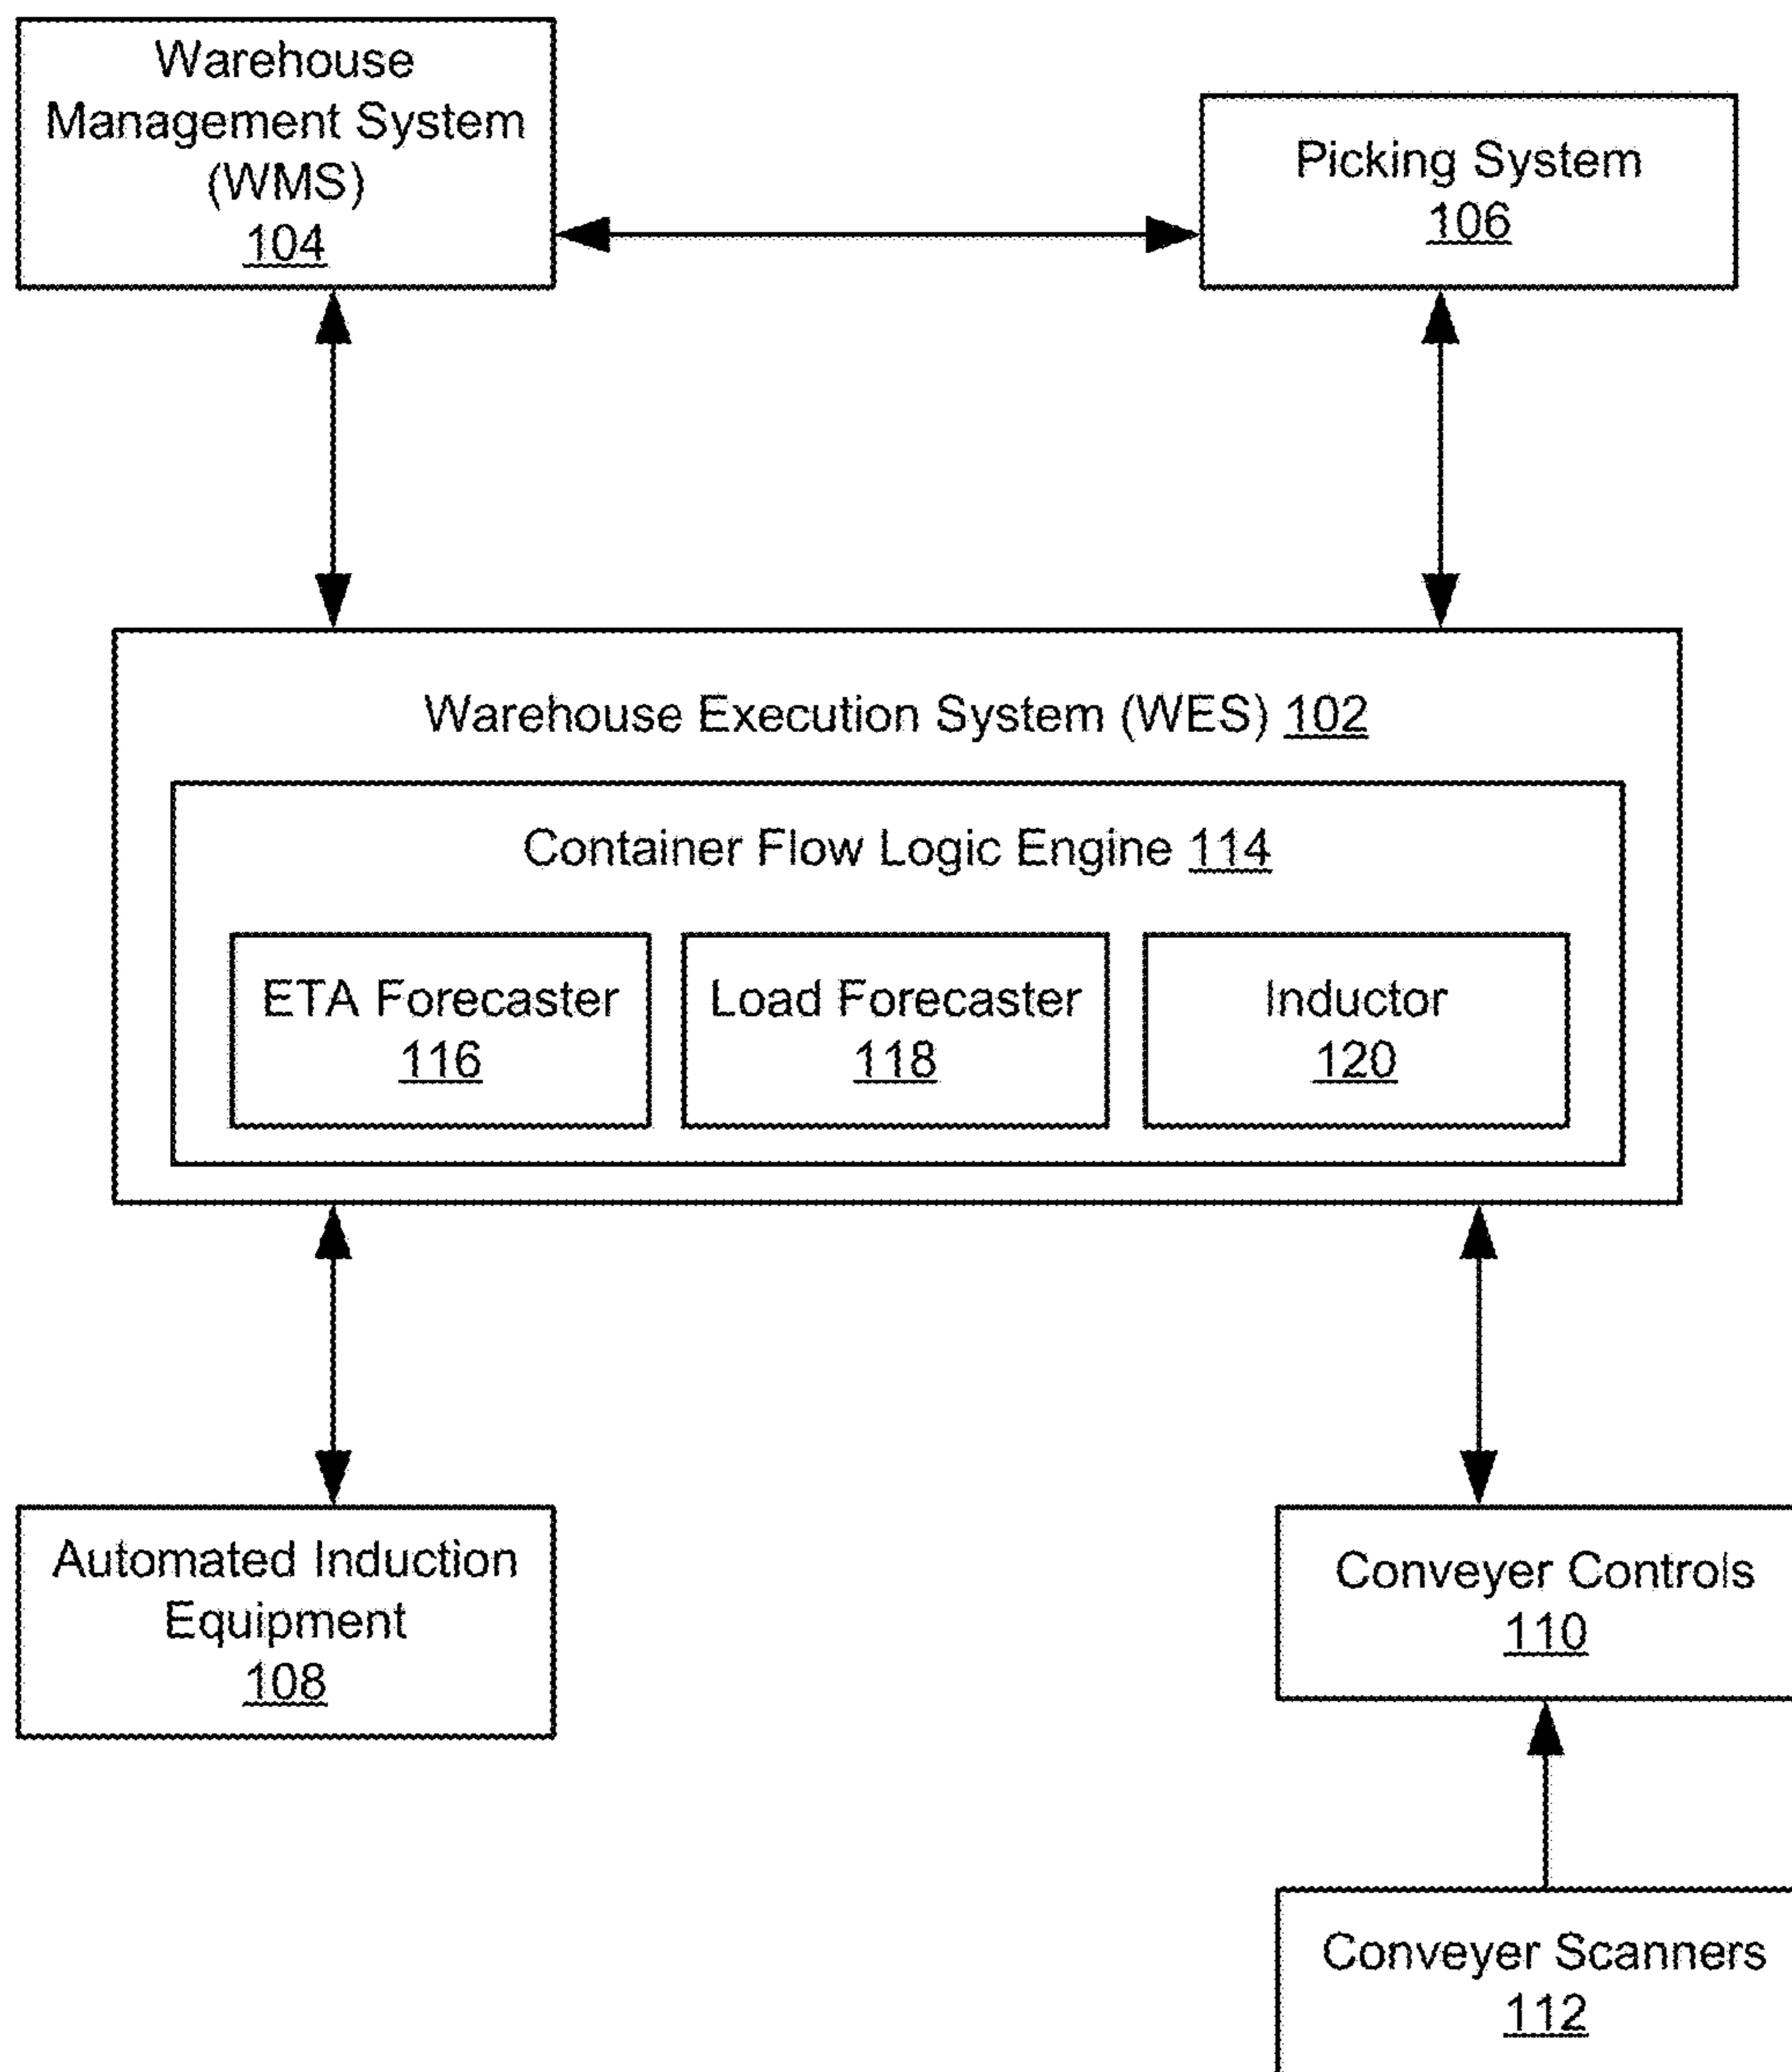 Warehouse
Management System
(WMS)
104
Picking System
106
Warehouse Execution System (WES) 102
Container Flow Logic Engine 114
ETA Forecaster
116
Load Forecaster
118
Inductor
120
Automated Induction
Equipment
108
Conveyer Controls
110
Conveyer Scanners
112